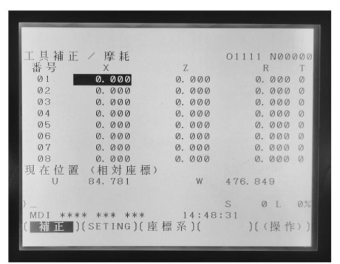 工具補正 / 摩耗 O1111 N00000
番号 X Z R T
01 0.000 0.000 0.000 0
02 0.000 0.000 0.000 0
03 0.000 0.000 0.000 0
04 0.000 0.000 0.000 0
05 0.000 0.000 0.000 0
06 0.000 0.000 0.000 0
07 0.000 0.000 0.000 0
08 0.000 0.000 0.000 0
現在位置 (相対座標)
U 84.781 W 476.849
)_
S 0 L 0%
MDI **** *** *** 14:48:31
( 補正 )(SETING)(座標系)( )((操作))